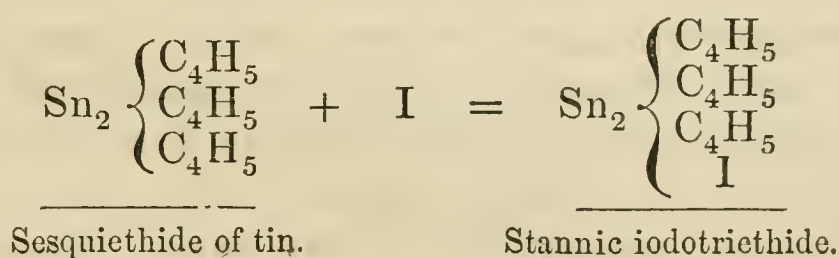 Sn₂ { C₄H₅ C₄H₅ C₄H₅ + I = Sn₂ { C₄H₅ C₄H₅ C₄H₅ I
Sesquiethide of tin. Stannic iodotriethide.